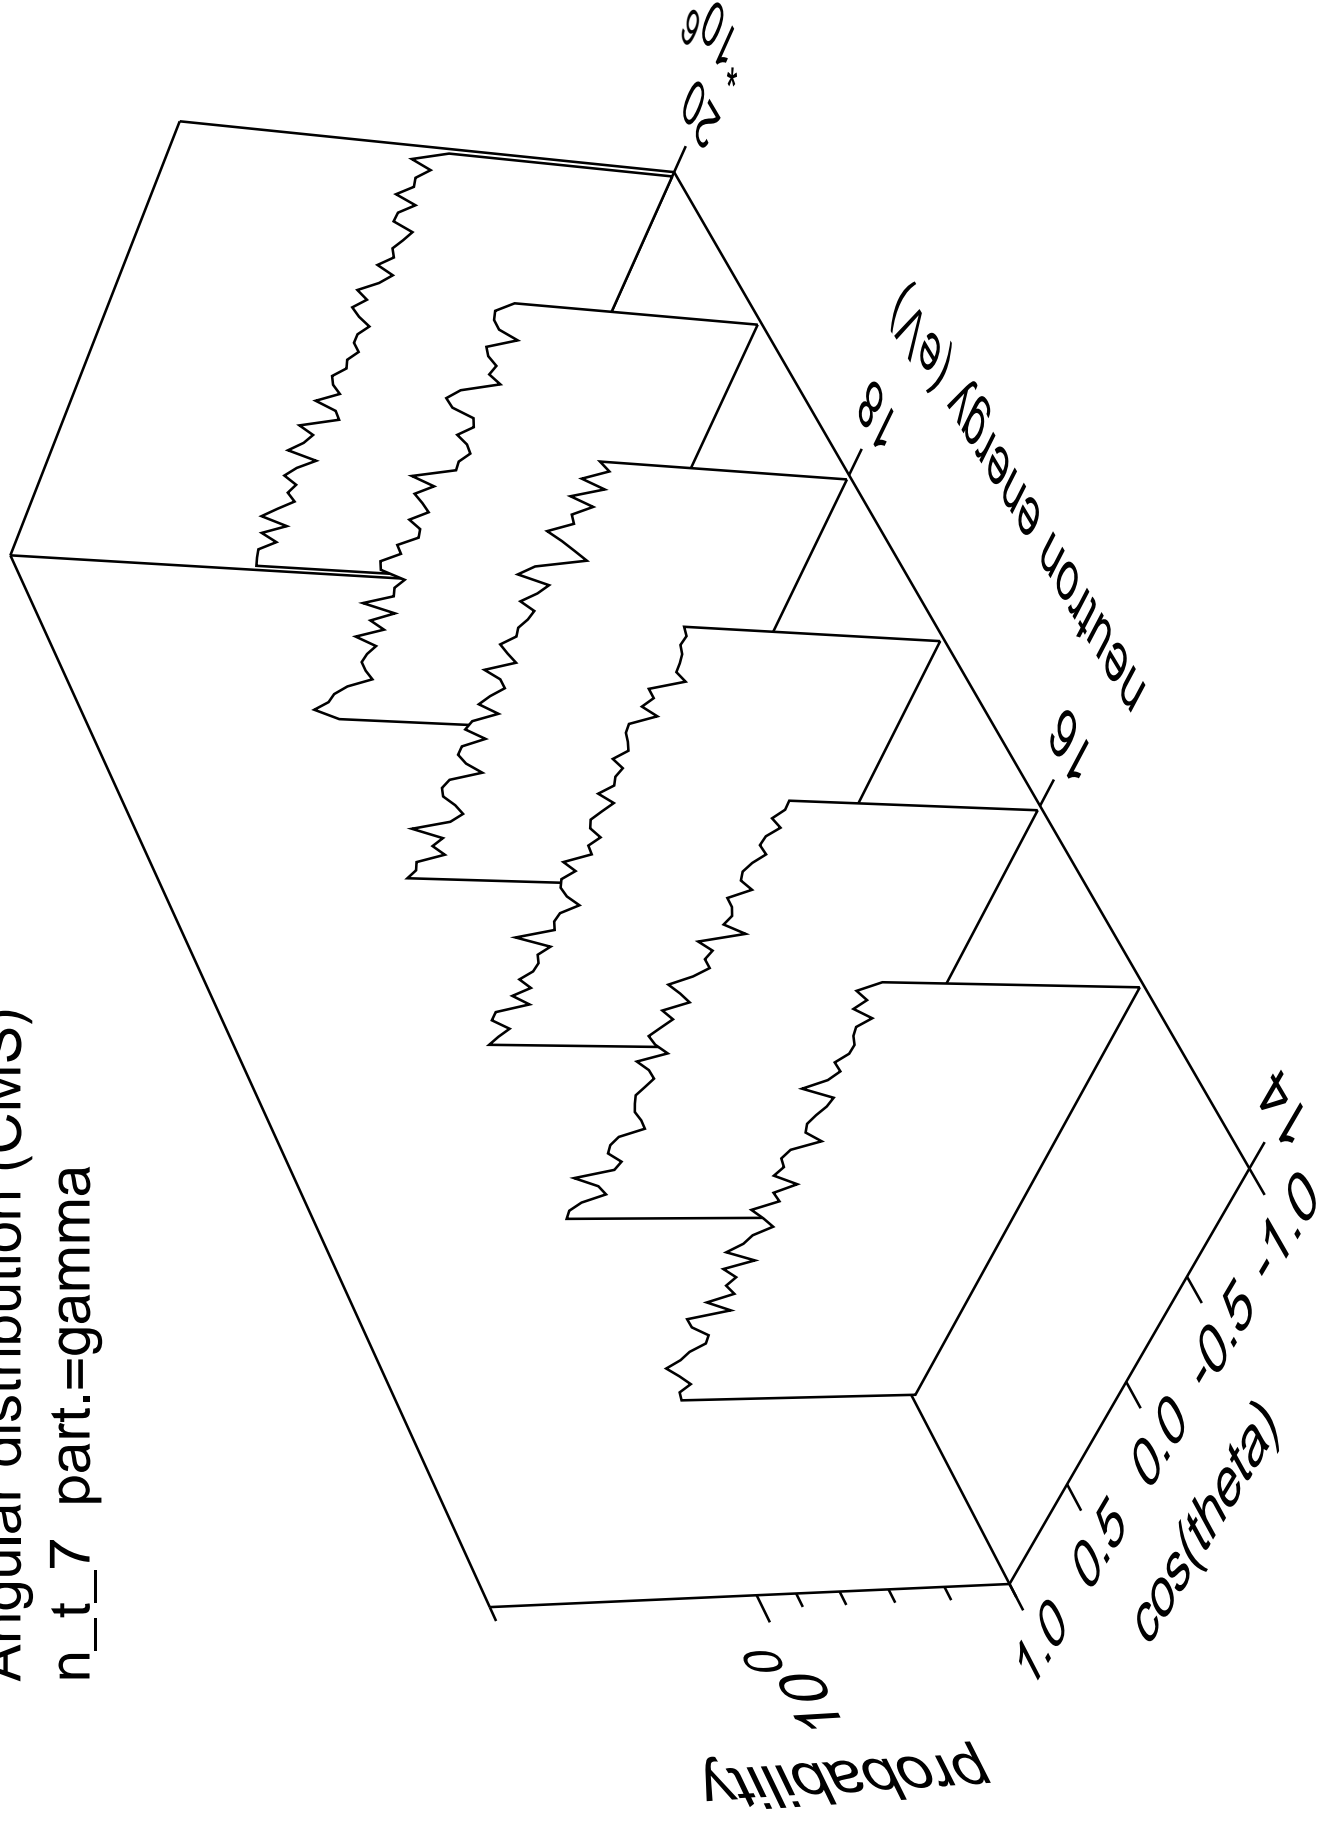 Angular distribution (CMS)
n_t_7 part.=gamma
probability
10 0
1.0 0.5 0.0 -0.5 -1.0
cos(theta)
14 16 18 20
*10 6
neutron energy (eV)